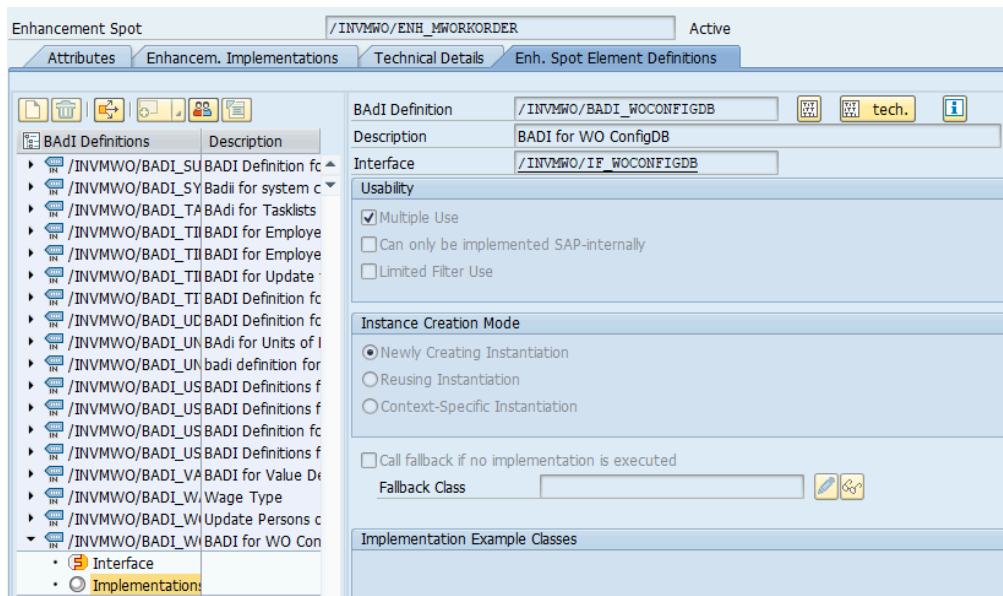 Enhancement Spot /INVMWO/ENH_MWORKORDER Active
Attributes Enhancem. Implementations Technical Details Enh. Spot Element Definitions
BAdI Definitions Description
/INVMWO/BADI_SU BADI Definition fo
/INVMWO/BADI_SY Badii for system c
/INVMWO/BADI_TA BAdi for Tasklists
/INVMWO/BADI_TI BADI for Employe
/INVMWO/BADI_TI BADI for Employe
/INVMWO/BADI_TI BADI for Update
/INVMWO/BADI_TI BADI Definition fo
/INVMWO/BADI_UD BADI Definition fo
/INVMWO/BADI_UN BAdi for Units of
/INVMWO/BADI_UN badi definition for
/INVMWO/BADI_US BADI Definitions f
/INVMWO/BADI_US BADI Definitions f
/INVMWO/BADI_US BADI Definition fo
/INVMWO/BADI_US BADI Definitions f
/INVMWO/BADI_VA BADI for Value De
/INVMWO/BADI_WA Wage Type
/INVMWO/BADI_W Update Persons o
/INVMWO/BADI_W BADI for WO Con
Interface
Implementations
BAdI Definition /INVMWO/BADI_WOCONFIGDB tech.
Description BADI for WO ConfigDB
Interface /INVMWO/IF_WOCONFIGDB
Usability
Multiple Use
Can only be implemented SAP-internally
Limited Filter Use
Instance Creation Mode
Newly Creating Instantiation
Reusing Instantiation
Context-Specific Instantiation
Call fallback if no implementation is executed
Fallback Class
Implementation Example Classes